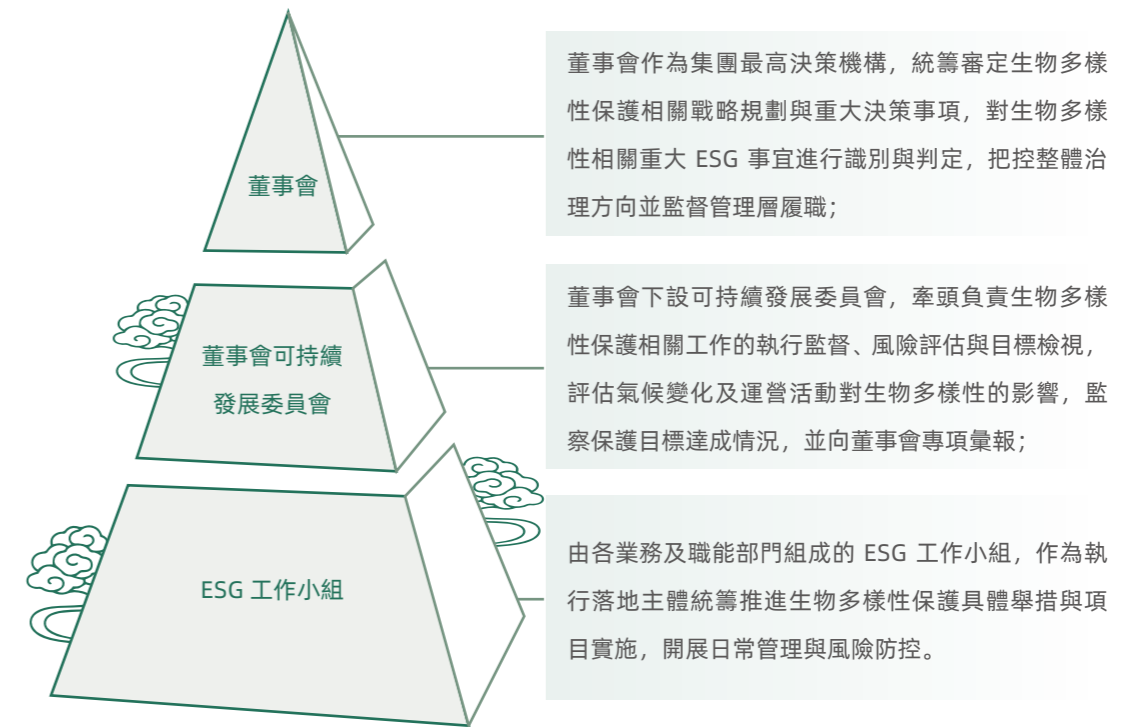 董事會
董事會作為集團最高決策機構，統籌審定生物多樣
性保護相關戰略規劃與重大決策事項，對生物多樣
性相關重大 ESG 事宜進行識別與判定，把控整體治
理方向並監督管理層履職；
董事會可持續
發展委員會
董事會下設可持續發展委員會，牽頭負責生物多樣
性保護相關工作的執行監督、風險評估與目標檢視，
評估氣候變化及運營活動對生物多樣性的影響，監
察保護目標達成情況，並向董事會專項彙報；
ESG 工作小組
由各業務及職能部門組成的 ESG 工作小組，作為執
行落地主體統籌推進生物多樣性保護具體舉措與項
目實施，開展日常管理與風險防控。